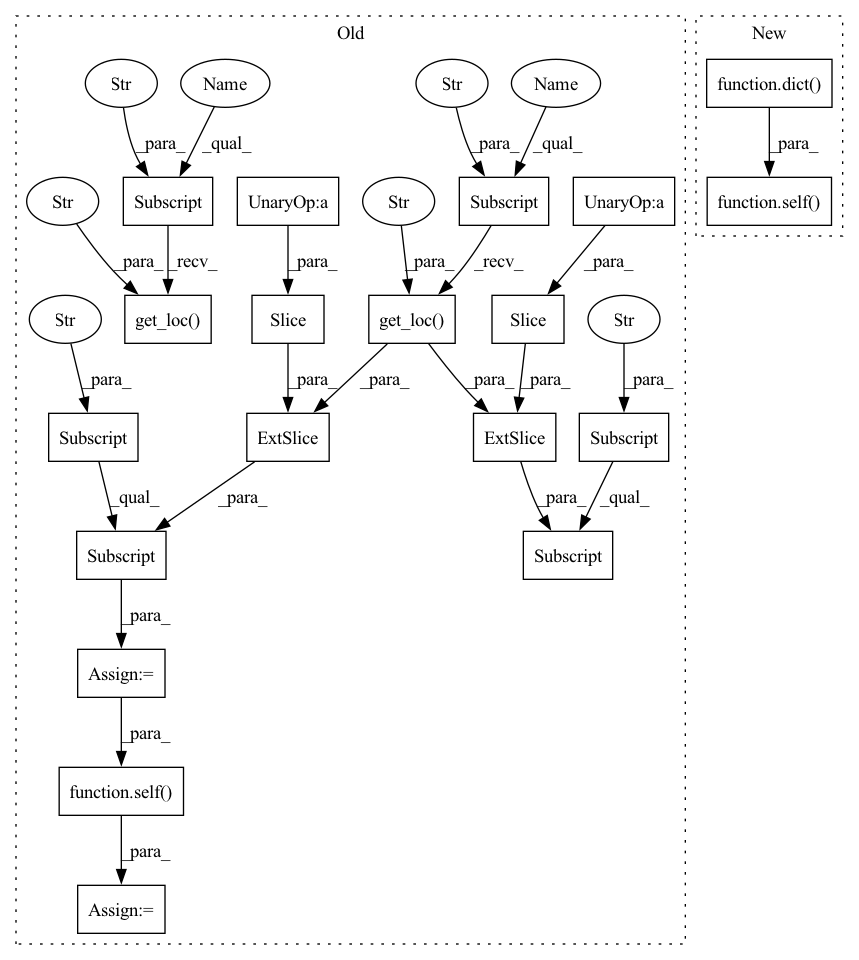 Old
New
Str
Name
Str
Name
function.dict()
_para_
_qual_
_para_
_qual_
_para_
Str
Subscript
UnaryOp:a
Str
Subscript
UnaryOp:a
function.self()
_para_
_recv_
_para_
_para_
_recv_
_para_
Str
get_loc()
Slice
get_loc()
Slice
Str
_para_
_para_
_para_
_para_
_para_
_para_
Subscript
ExtSlice
ExtSlice
Subscript
_qual_
_para_
_para_
_qual_
Subscript
Subscript
_para_
Assign:=
_para_
function.self()
_para_
Assign:=